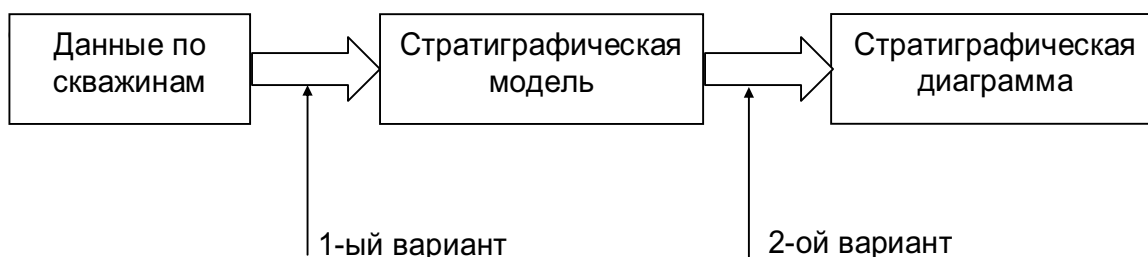 Данные по
скважинам
Стратиграфическая
модель
Стратиграфическая
диаграмма
1-ый вариант
2-ой вариант